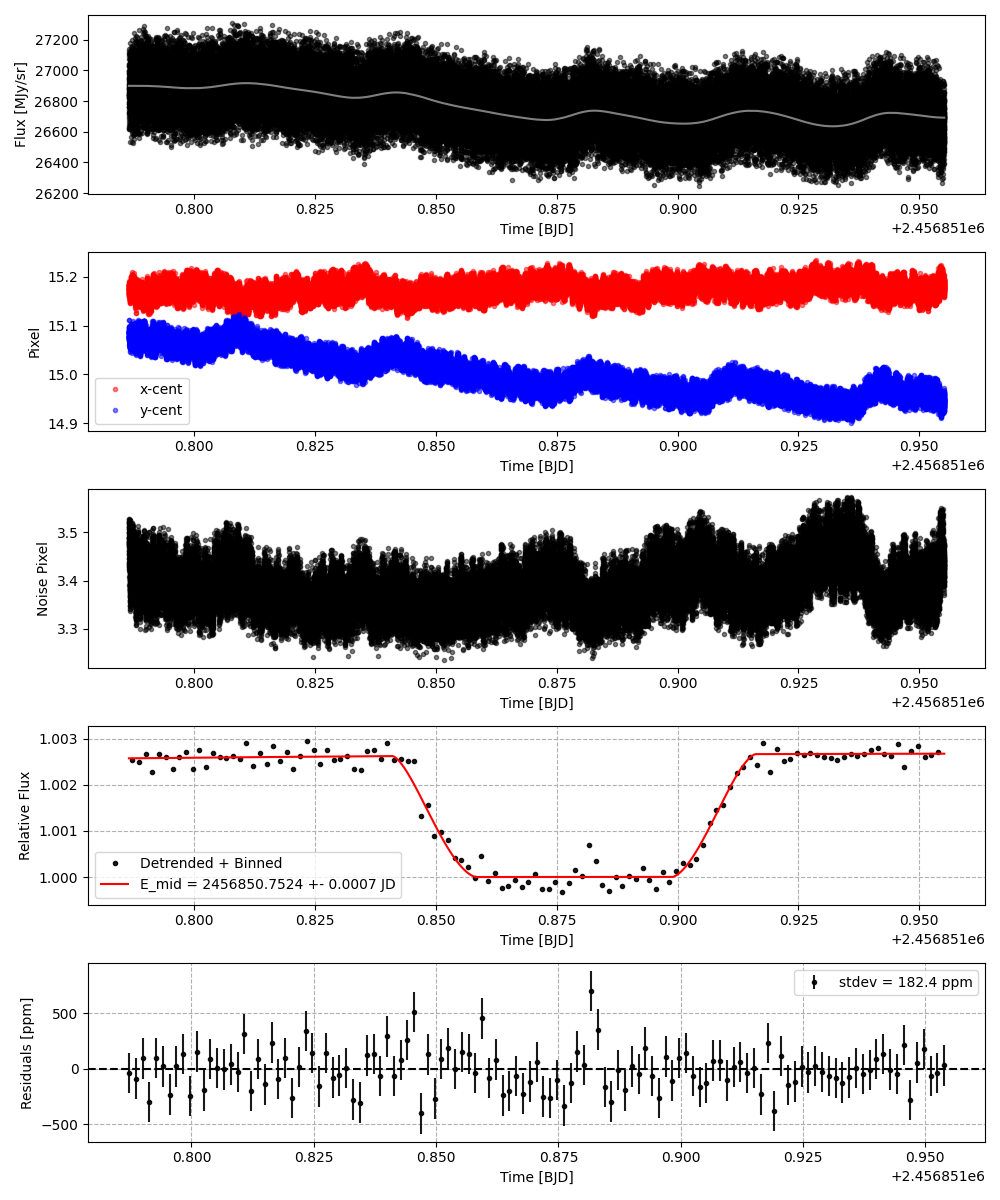 27200
27000
26800
26600
26400
26200
Flux [MJy/sr]
0.800 0.825 0.850 0.875 0.900 0.925 0.950
+2.456851e6
Time [BJD]
15.2
15.1
15.0
14.9
Pixel
x-cent
y-cent
0.800 0.825 0.850 0.875 0.900 0.925 0.950
+2.456851e6
Time [BJD]
3.5
3.4
3.3
Noise Pixel
0.800 0.825 0.850 0.875 0.900 0.925 0.950
+2.456851e6
Time [BJD]
1.003
1.002
1.001
1.000
Relative Flux
Detrended + Binned
E_mid = 2456850.7524 +- 0.0007 JD
0.800 0.825 0.850 0.875 0.900 0.925 0.950
+2.456851e6
Time [BJD]
500
0
−500
Residuals [ppm]
stdev = 182.4 ppm
0.800 0.825 0.850 0.875 0.900 0.925 0.950
+2.456851e6
Time [BJD]